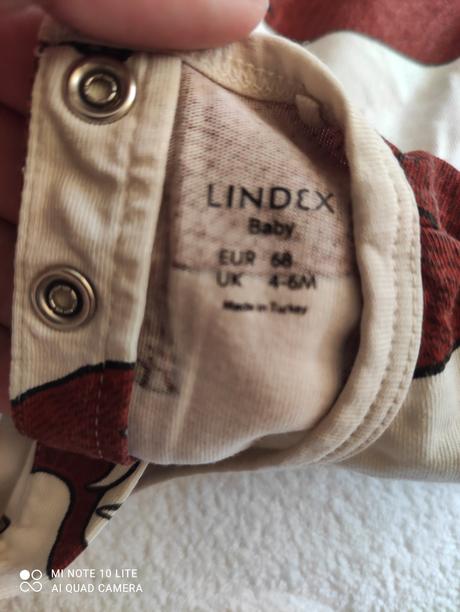 LINDEX
Baby
EUR 68
UK 4-6M
Made in Turkey
MI NOTE 10 LITE
AI QUAD CAMERA